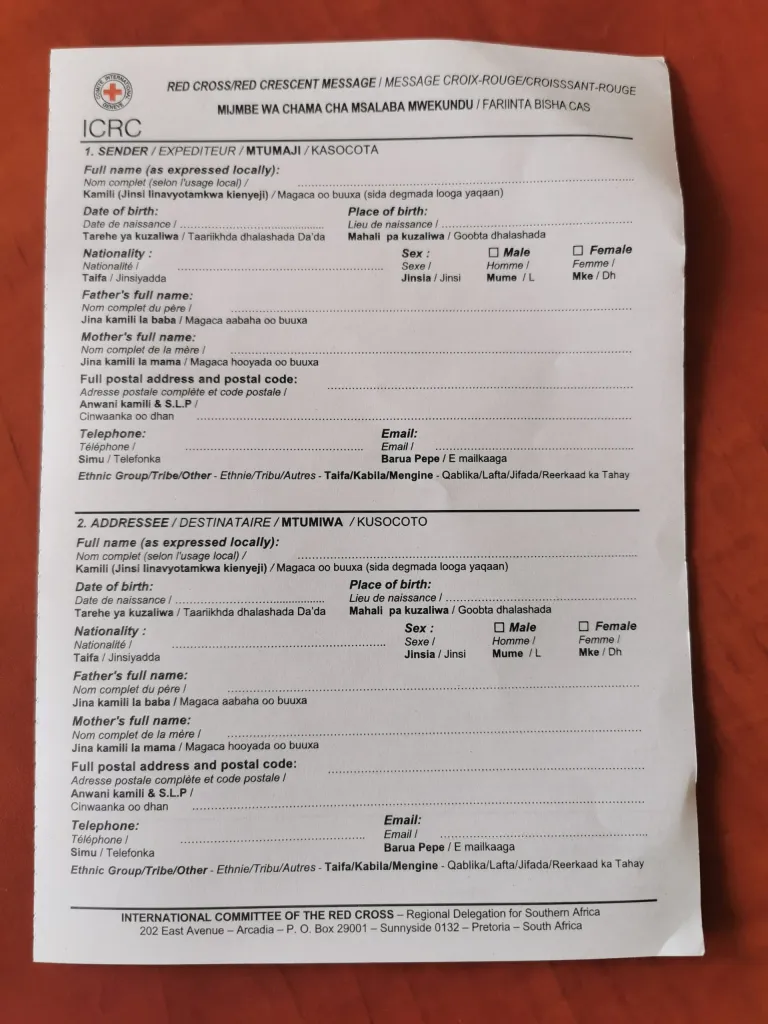 COMITE INTERNATIONAL GENEVE
ICRC
RED CROSS/RED CRESCENT MESSAGE / MESSAGE CROIX-ROUGE/CROISSSANT-ROUGE
MIJMBE WA CHAMA CHA MSALABA MWEKUNDU / FARIINTA BISHA CAS
1. SENDER / EXPEDITEUR / MTUMAJI / KASOCOTA
Full name (as expressed locally):
Nom complet (selon l'usage local) /
Kamili (Jinsi linavyotamkwa kienyeji) / Magaca oo buuxa (sida degmada looga yaqaan)
Date of birth: Place of birth:
Date de naissance / Lieu de naissance /
Tarehe ya kuzaliwa / Taariikhda dhalashada Da'da Mahali pa kuzaliwa / Goobta dhalashada
Nationality : Sex : Male Female
Nationalité / Sexe / Homme / Femme /
Taifa / Jinsiyadda Jinsia / Jinsi Mume / L Mke / Dh
Father's full name:
Nom complet du père /
Jina kamili la baba / Magaca aabaha oo buuxa
Mother's full name:
Nom complet de la mère /
Jina kamili la mama / Magaca hooyada oo buuxa
Full postal address and postal code:
Adresse postale complète et code postale /
Anwani kamili & S.L.P /
Cinwaanka oo dhan
Telephone: Email:
Téléphone / Email /
Simu / Telefonka Barua Pepe / E mailkaaga
Ethnic Group/Tribe/Other - Ethnie/Tribu/Autres - Taifa/Kabila/Mengine - Qablika/Lafta/Jifada/Reerkaad ka Tahay
2. ADDRESSEE / DESTINATAIRE / MTUMIWA / KUSOCOTO
Full name (as expressed locally):
Nom complet (selon l'usage local) /
Kamili (Jinsi linavyotamkwa kienyeji) / Magaca oo buuxa (sida degmada looga yaqaan)
Date of birth: Place of birth:
Date de naissance / Lieu de naissance /
Tarehe ya kuzaliwa / Taariikhda dhalashada Da'da Mahali pa kuzaliwa / Goobta dhalashada
Nationality : Sex : Male Female
Nationalité / Sexe / Homme / Femme /
Taifa / Jinsiyadda Jinsia / Jinsi Mume / L Mke / Dh
Father's full name:
Nom complet du père /
Jina kamili la baba / Magaca aabaha oo buuxa
Mother's full name:
Nom complet de la mère /
Jina kamili la mama / Magaca hooyada oo buuxa
Full postal address and postal code:
Adresse postale complète et code postale /
Anwani kamili & S.L.P /
Cinwaanka oo dhan
Telephone: Email:
Téléphone / Email /
Simu / Telefonka Barua Pepe / E mailkaaga
Ethnic Group/Tribe/Other - Ethnie/Tribu/Autres - Taifa/Kabila/Mengine - Qablika/Lafta/Jifada/Reerkaad ka Tahay
INTERNATIONAL COMMITTEE OF THE RED CROSS – Regional Delegation for Southern Africa
202 East Avenue – Arcadia – P. O. Box 29001 – Sunnyside 0132 – Pretoria – South Africa